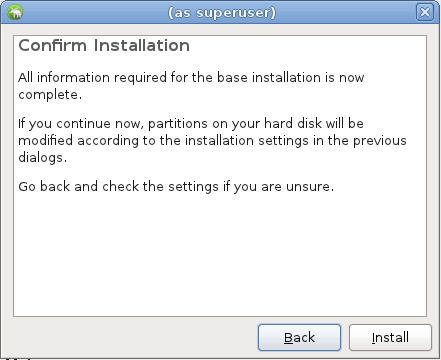 (as superuser)
Confirm Installation
All information required for the base installation is now
complete.
If you continue now, partitions on your hard disk will be
modified according to the installation settings in the previous
dialogs.
Go back and check the settings if you are unsure.
Back
Install